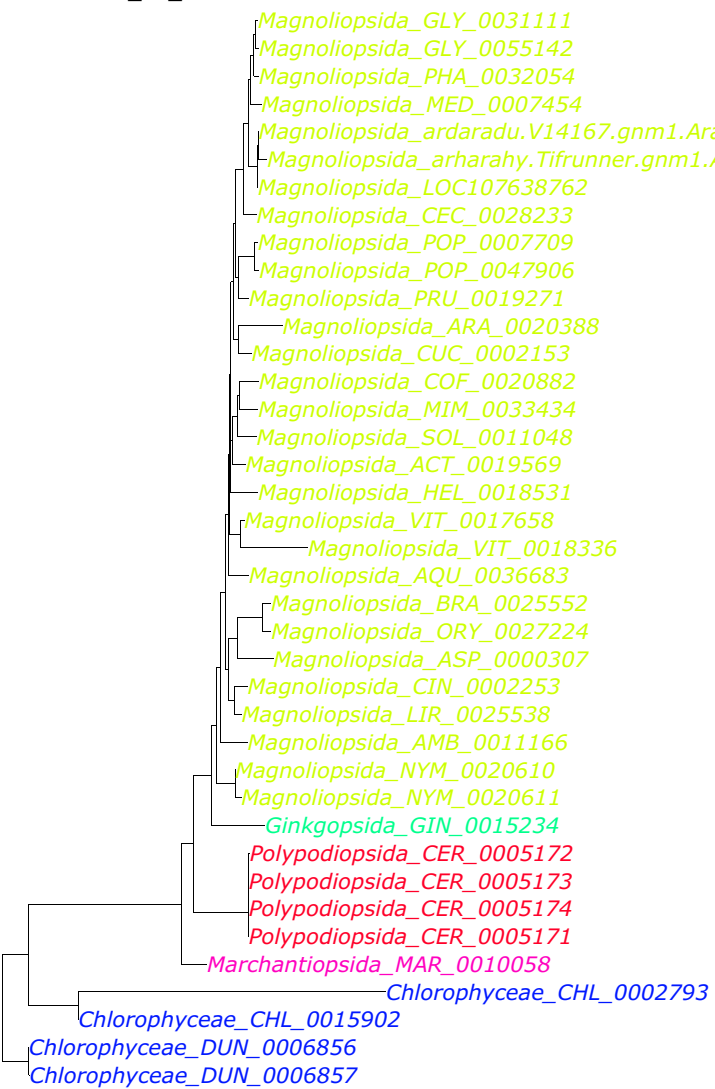 Magnoliopsida_GLY_0031111
Magnoliopsida_GLY_0055142
Magnoliopsida_PHA_0032054
Magnoliopsida_MED_0007454
Magnoliopsida_ardaradu.V14167.gnm1.Ara
Magnoliopsida_arharahy.Tifrunner.gnm1.A
Magnoliopsida_LOC107638762
Magnoliopsida_CEC_0028233
Magnoliopsida_POP_0007709
Magnoliopsida_POP_0047906
Magnoliopsida_PRU_0019271
Magnoliopsida_ARA_0020388
Magnoliopsida_CUC_0002153
Magnoliopsida_COF_0020882
Magnoliopsida_MIM_0033434
Magnoliopsida_SOL_0011048
Magnoliopsida_ACT_0019569
Magnoliopsida_HEL_0018531
Magnoliopsida_VIT_0017658
Magnoliopsida_VIT_0018336
Magnoliopsida_AQU_0036683
Magnoliopsida_BRA_0025552
Magnoliopsida_ORY_0027224
Magnoliopsida_ASP_0000307
Magnoliopsida_CIN_0002253
Magnoliopsida_LIR_0025538
Magnoliopsida_AMB_0011166
Magnoliopsida_NYM_0020610
Magnoliopsida_NYM_0020611
Ginkgopsida_GIN_0015234
Polypodiopsida_CER_0005172
Polypodiopsida_CER_0005173
Polypodiopsida_CER_0005174
Polypodiopsida_CER_0005171
Marchantiopsida_MAR_0010058
Chlorophyceae_CHL_0002793
Chlorophyceae_CHL_0015902
Chlorophyceae_DUN_0006856
Chlorophyceae_DUN_0006857